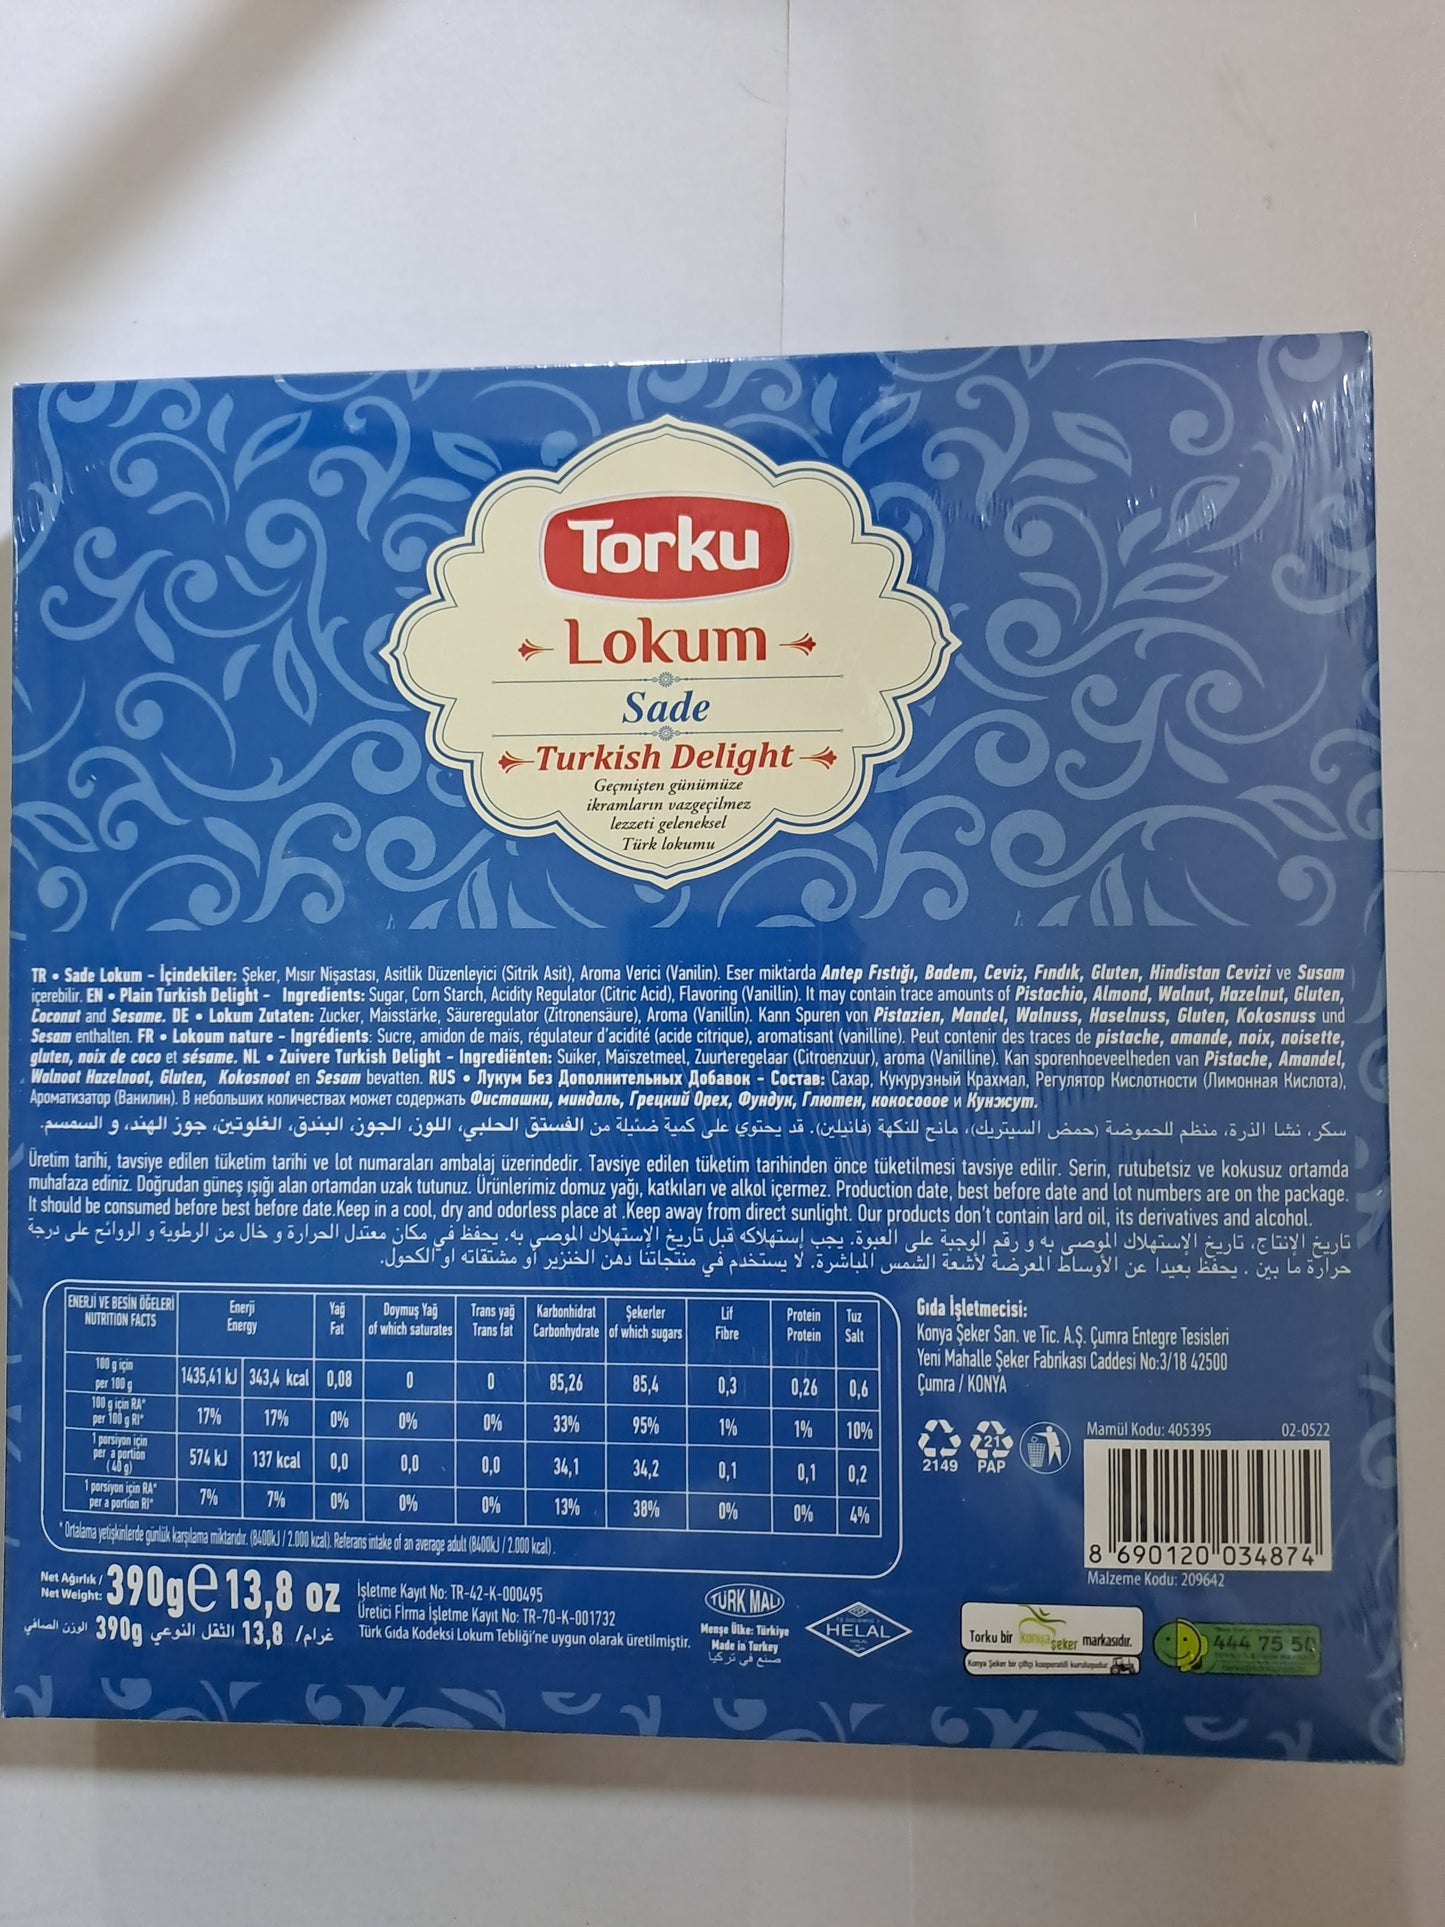 Torku
Lokum
Sade
Turkish Delight
Geçmişten günümüze
ikramların vazgeçilmez
lezzeti geleneksel
Türk lokumu
TR • Sade Lokum - İçindekiler: Şeker, Mısır Nişastası, Asitlik Düzenleyici (Sitrik Asit), Aroma Verici (Vanilin). Eser miktarda Antep Fıstığı, Badem, Ceviz, Fındık, Gluten, Hindistan Cevizi ve Susam
içerebilir. EN • Plain Turkish Delight - Ingredients: Sugar, Corn Starch, Acidity Regulator (Citric Acid), Flavoring (Vanillin). It may contain trace amounts of Pistachio, Almond, Walnut, Hazelnut, Gluten,
Coconut and Sesame. DE • Lokum Zutaten: Zucker, Maisstärke, Säureregulator (Zitronensäure), Aroma (Vanillin). Kann Spuren von Pistazien, Mandel, Walnuss, Haselnuss, Gluten, Kokosnuss und
Sesam enthalten. FR • Lokoum nature - Ingrédients: Sucre, amidon de maïs, régulateur d'acidité (acide citrique), aromatisant (vanilline). Peut contenir des traces de pistache, amande, noix, noisette,
gluten, noix de coco et sésame. NL • Zuivere Turkish Delight - Ingrediënten: Suiker, Maïszetmeel, Zuurteregelaar (Citroenzuur), aroma (Vanilline). Kan sporenhoeveelheden van Pistache, Amandel,
Walnoot Hazelnoot, Gluten, Kokosnoot en Sesam bevatten. RUS • Лукум Без Дополнительных Добавок - Состав: Сахар, Кукурузный Крахмал, Регулятор Кислотности (Лимонная Кислота),
Ароматизатор (Ванилин). В небольших количествах может содержать Фисташки, миндаль, Грецкий Орех, Фундук, Глютен, кокосовое и Кунжут.
سكر، نشا الذرة، منظم للحموضة (حمض السيتريك)، مانح للنكهة (فانيلين). قد يحتوي على كمية ضئيلة من الفستق الحلبي، اللوز، الجوز، البندق، الغلوتين، جوز الهند، و السمسم.
Üretim tarihi, tavsiye edilen tüketim tarihi ve lot numaraları ambalaj üzerindedir. Tavsiye edilen tüketim tarihinden önce tüketilmesi tavsiye edilir. Serin, rutubetsiz ve kokusuz ortamda
muhafaza ediniz. Doğrudan güneş ışığı alan ortamdan uzak tutunuz. Ürünlerimiz domuz yağı, katkıları ve alkol içermez. Production date, best before date and lot numbers are on the package.
It should be consumed before best before date.Keep in a cool, dry and odorless place at .Keep away from direct sunlight. Our products don't contain lard oil, its derivatives and alcohol.
تاريخ الإنتاج، تاريخ الإستهلاك الموصى به و رقم الوجبة على العبوة. يجب إستهلاكه قبل تاريخ الإستهلاك الموصي به. يحفظ في مكان معتدل الحرارة و خال من الرطوبة و الروائح على درجة
حرارة ما بين . يحفظ بعيدا عن الأوساط المعرضة لأشعة الشمس المباشرة. لا يستخدم في منتجاتنا دهن الخنزير أو مشتقاته او الكحول.
ENERJİ VE BESİN ÖĞELERİ Enerji Yağ Doymuş Yağ Trans yağ Karbonhidrat Şekerler Lif Protein Tuz
NUTRITION FACTS Energy Fat of which saturates Trans fat Carbonhydrate of which sugars Fibre Protein Salt
100 g için
per 100 g 1435,41 kJ 343,4 kcal 0,08 0 0 85,26 85,4 0,3 0,26 0,6
100 g için RA*
per 100 g RI* 17% 17% 0% 0% 0% 33% 95% 1% 1% 10%
1 porsiyon için
per a portion
(40 g) 574 kJ 137 kcal 0,0 0,0 0,0 34,1 34,2 0,1 0,1 0,2
1 porsiyon için RA*
per a portion RI* 7% 7% 0% 0% 0% 13% 38% 0% 0% 4%
* Ortalama yetişkinlerde günlük karşılama miktarıdır. (8400kJ / 2.000 kcal). Referans intake of an average adult (8400kJ / 2.000 kcal).
Gıda İşletmecisi:
Konya Şeker San. ve Tic. A.Ş. Çumra Entegre Tesisleri
Yeni Mahalle Şeker Fabrikası Caddesi No:3/18 42500
Çumra / KONYA
2149
21
PAP
Mamül Kodu: 405395 02-0522
8 690120 034874
Malzeme Kodu: 209642
Net Ağırlık /
Net Weight: 390g e 13,8 oz
غرام/ 13,8 الثقل النوعي 390g الوزن الصافي
İşletme Kayıt No: TR-42-K-000495
Üretici Firma İşletme Kayıt No: TR-70-K-001732
Türk Gıda Kodeksi Lokum Tebliği'ne uygun olarak üretilmiştir.
TÜRK MALI
Menşe Ülke: Türkiye
Made in Turkey
صنع في تركيا
HELAL
Torku bir konya şeker markasıdır.
Konya Şeker bir çiftçi kooperatifi kuruluşudur
444 75 50